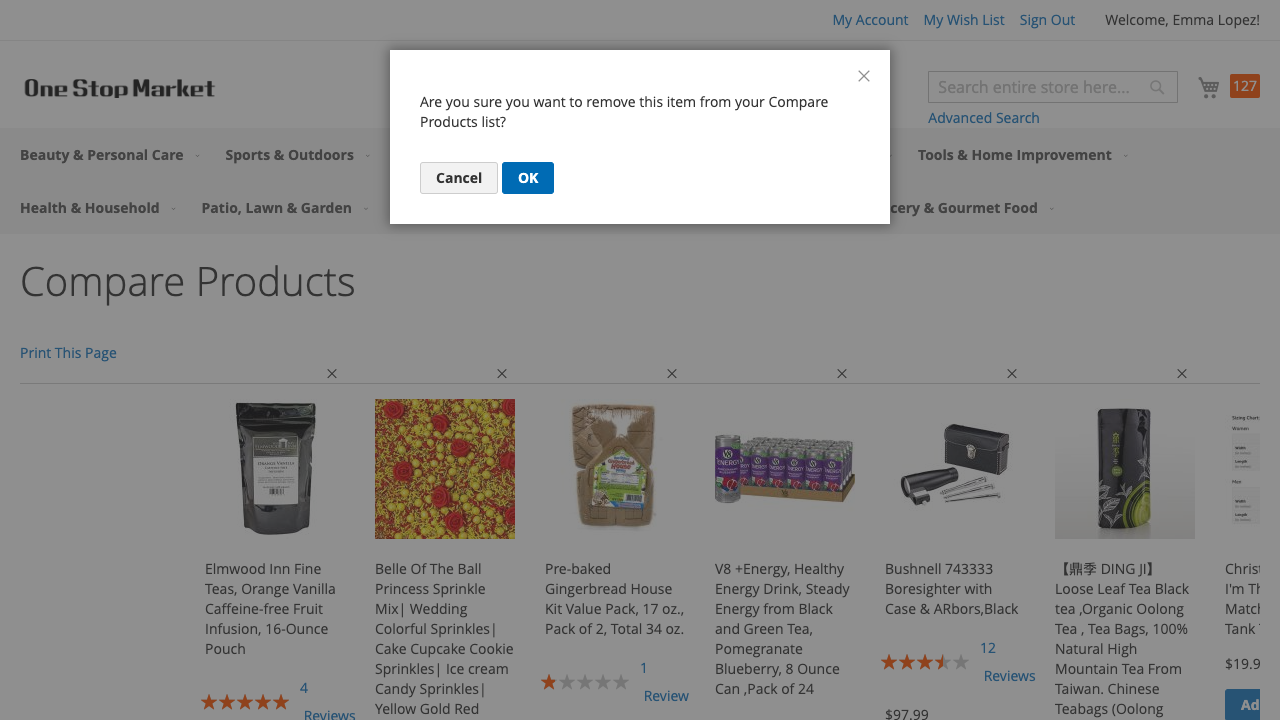 My Account My Wish List Sign Out Welcome, Emma Lopez!
One Stop Market
Search entire store here...
127
Advanced Search
Are you sure you want to remove this item from your Compare
Products list?
Cancel OK
Beauty & Personal Care Sports & Outdoors Tools & Home Improvement
Health & Household Patio, Lawn & Garden cery & Gourmet Food
Compare Products
Print This Page
Elmwood Inn Fine
Teas, Orange Vanilla
Caffeine-free Fruit
Infusion, 16-Ounce
Pouch
4
Reviews
Belle Of The Ball
Princess Sprinkle
Mix| Wedding
Colorful Sprinkles|
Cake Cupcake Cookie
Sprinkles| Ice cream
Candy Sprinkles|
Yellow Gold Red
Pre-baked
Gingerbread House
Kit Value Pack, 17 oz.,
Pack of 2, Total 34 oz.
1
Review
V8 +Energy, Healthy
Energy Drink, Steady
Energy from Black
and Green Tea,
Pomegranate
Blueberry, 8 Ounce
Can ,Pack of 24
Bushnell 743333
Boresighter with
Case & ARbors,Black
12
Reviews
$97.99
【鼎季 DING JI】
Loose Leaf Tea Black
tea ,Organic Oolong
Tea , Tea Bags, 100%
Natural High
Mountain Tea From
Taiwan. Chinese
Teabags (Oolong
Christ
I'm Th
Match
Tank T
$19.9
Ad